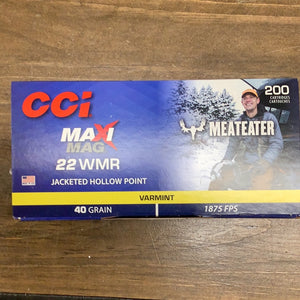 CCi
200
CARTRIDGES
CARTOUCHES
MAXI
MAG
MEATEATER
22 WMR
JACKETED HOLLOW POINT
VARMINT
40 GRAIN
1875 FPS